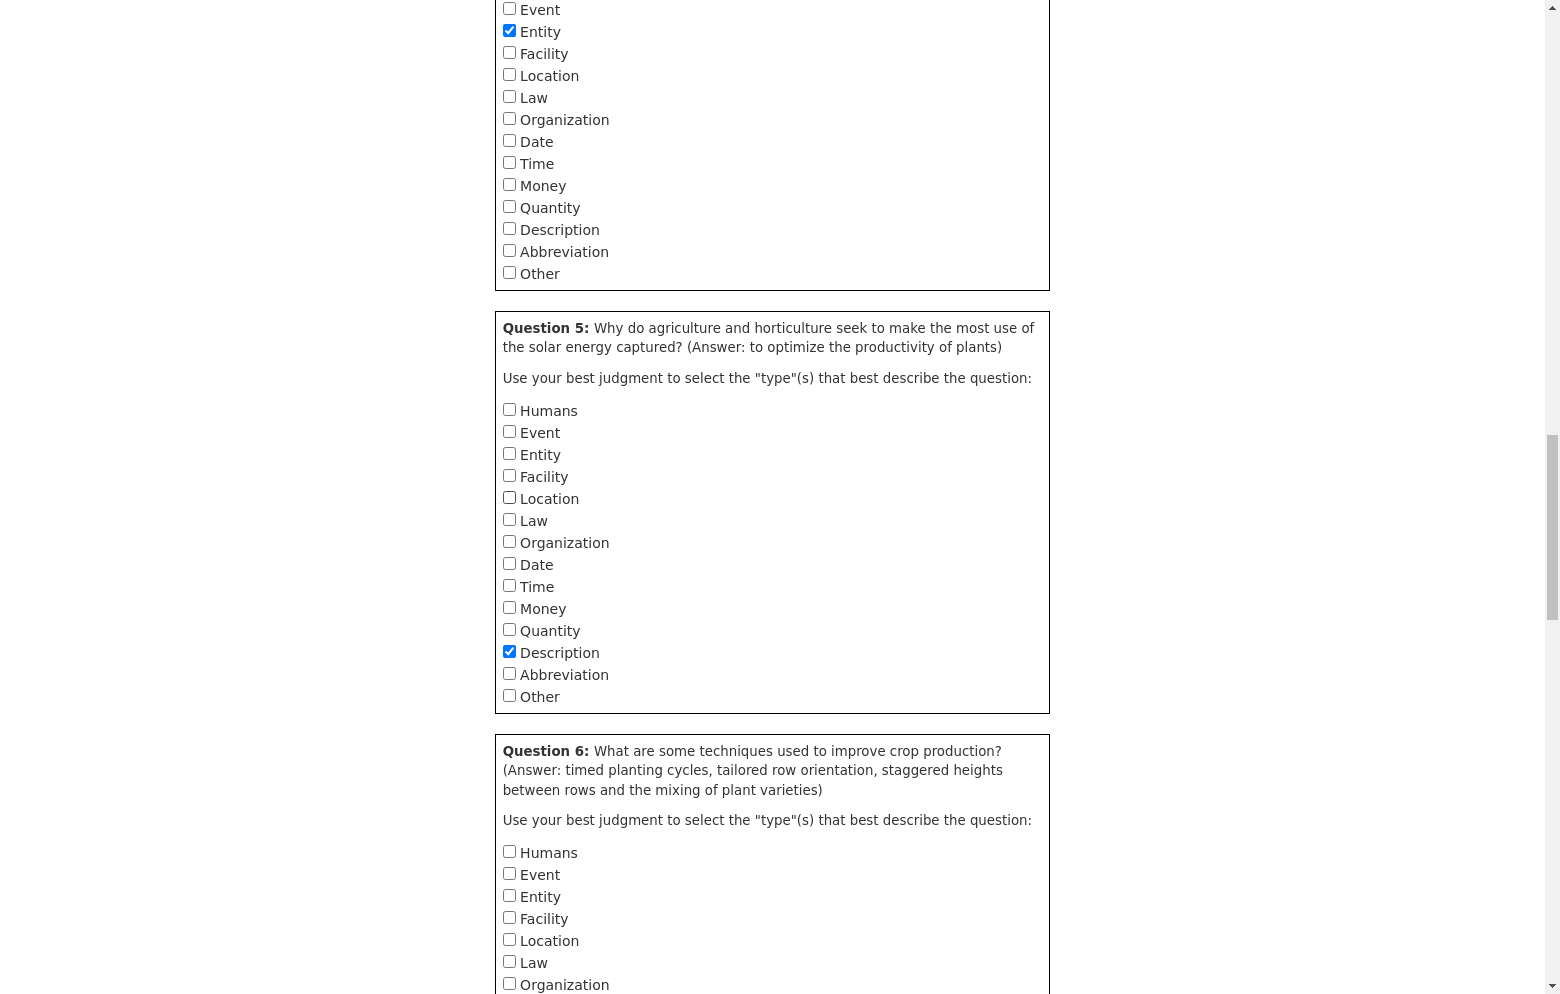 Event
Entity
Facility
Location
Law
Organization
Date
Time
Money
Quantity
Description
Abbreviation
Other
Question 5: Why do agriculture and horticulture seek to make the most use of
the solar energy captured? (Answer: to optimize the productivity of plants)
Use your best judgment to select the "type"(s) that best describe the question:
Humans
Event
Entity
Facility
Location
Law
Organization
Date
Time
Money
Quantity
Description
Abbreviation
Other
Question 6: What are some techniques used to improve crop production?
(Answer: timed planting cycles, tailored row orientation, staggered heights
between rows and the mixing of plant varieties)
Use your best judgment to select the "type"(s) that best describe the question:
Humans
Event
Entity
Facility
Location
Law
Organization